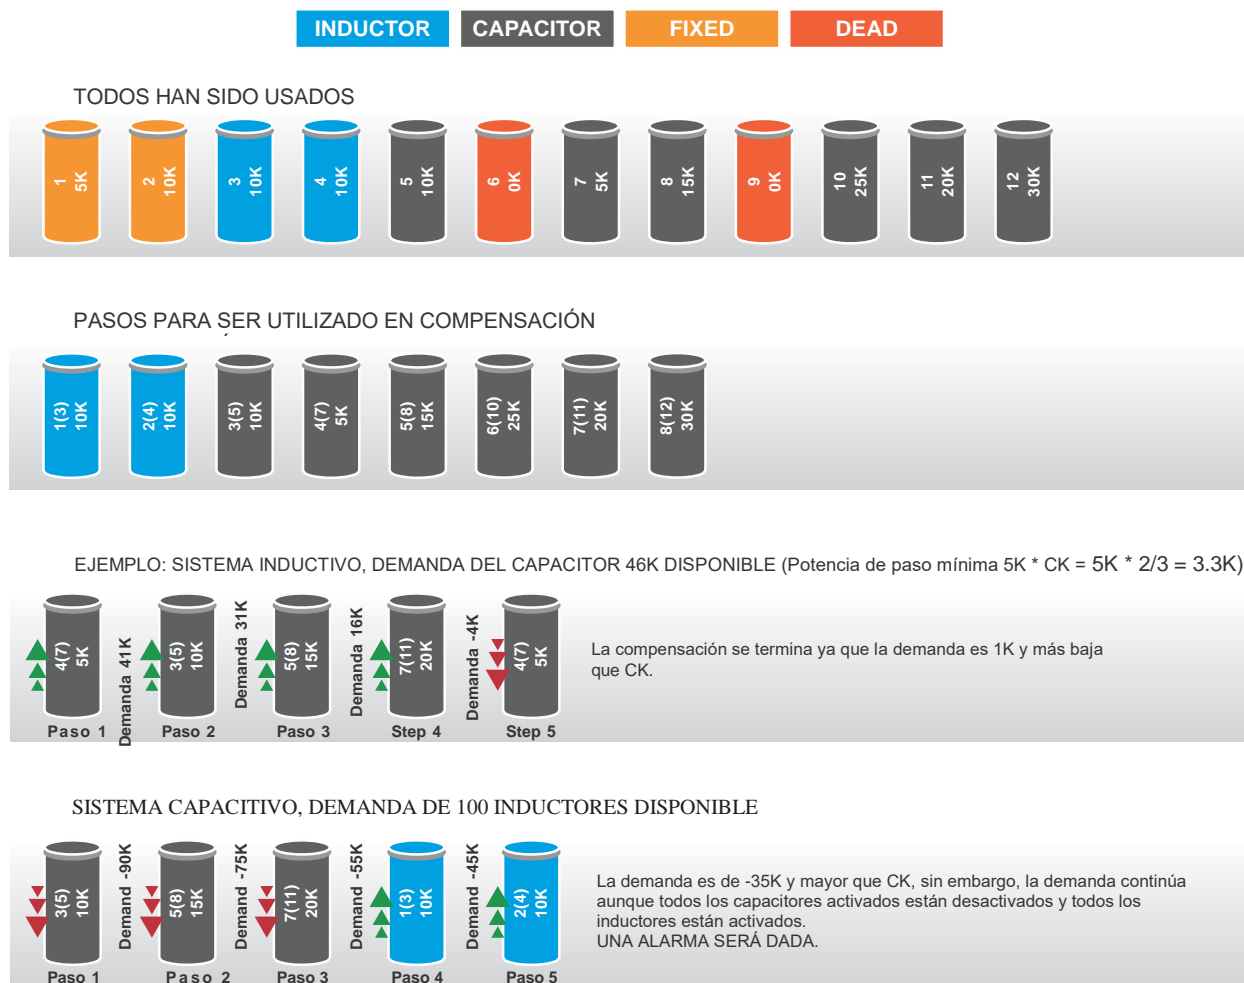 INDUCTOR CAPACITOR FIXED DEAD
TODOS HAN SIDO USADOS
1 5K
2 10K
3 10K
4 10K
5 10K
6 0K
7 5K
8 15K
9 0K
10 25K
11 20K
12 30K
PASOS PARA SER UTILIZADO EN COMPENSACIÓN
1(3) 10K
2(4) 10K
3(5) 10K
4(7) 5K
5(8) 15K
6(10) 25K
7(11) 20K
8(12) 30K
EJEMPLO: SISTEMA INDUCTIVO, DEMANDA DEL CAPACITOR 46K DISPONIBLE (Potencia de paso mínima 5K * CK = 5K * 2/3 = 3.3K)
4(7) 5K
Demanda 41K
3(5) 10K
Demanda 31K
5(8) 15K
Demanda 16K
7(11) 20K
Demanda -4K
4(7) 5K
Paso 1 Paso 2 Paso 3 Step 4 Step 5
La compensación se termina ya que la demanda es 1K y más baja
que CK.
SISTEMA CAPACITIVO, DEMANDA DE 100 INDUCTORES DISPONIBLE
3(5) 10K
Demand -90K
5(8) 15K
Demand -75K
7(11) 20K
Demand -55K
1(3) 10K
Demand -45K
2(4) 10K
Paso 1 Paso 2 Paso 3 Paso 4 Paso 5
La demanda es de -35K y mayor que CK, sin embargo, la demanda continúa
aunque todos los capacitores activados están desactivados y todos los
inductores están activados.
UNA ALARMA SERÁ DADA.